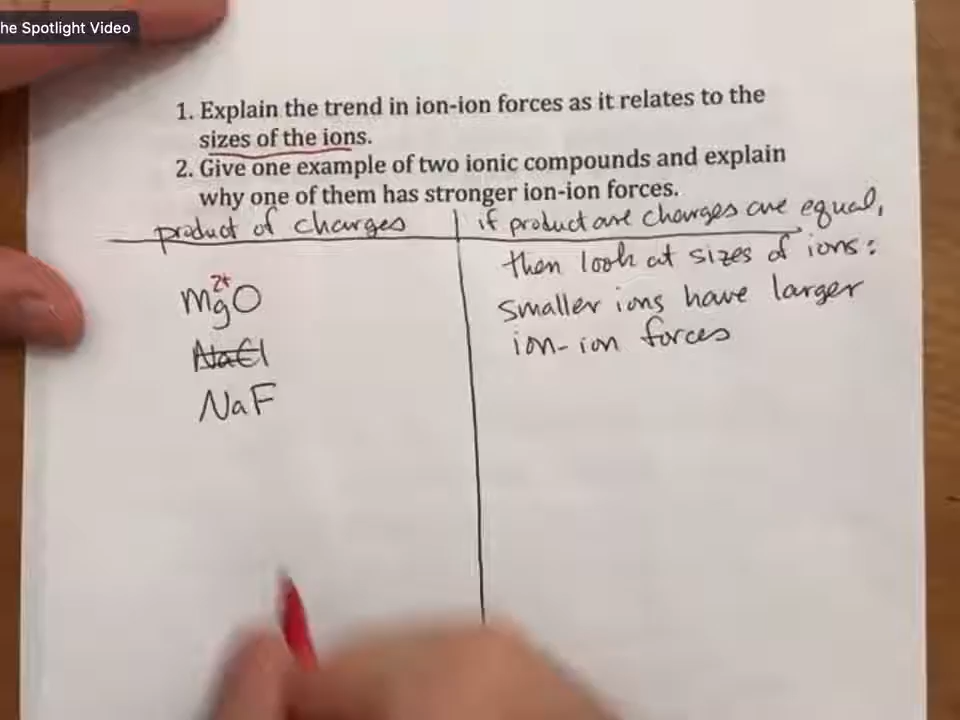 he Spotlight Video
1. Explain the trend in ion-ion forces as it relates to the
sizes of the ions.
2. Give one example of two ionic compounds and explain
why one of them has stronger ion-ion forces.
product of charges
Mg2+O
NaCl
NaF
if product are charges are equal,
then look at sizes of ions:
smaller ions have larger
ion-ion forces